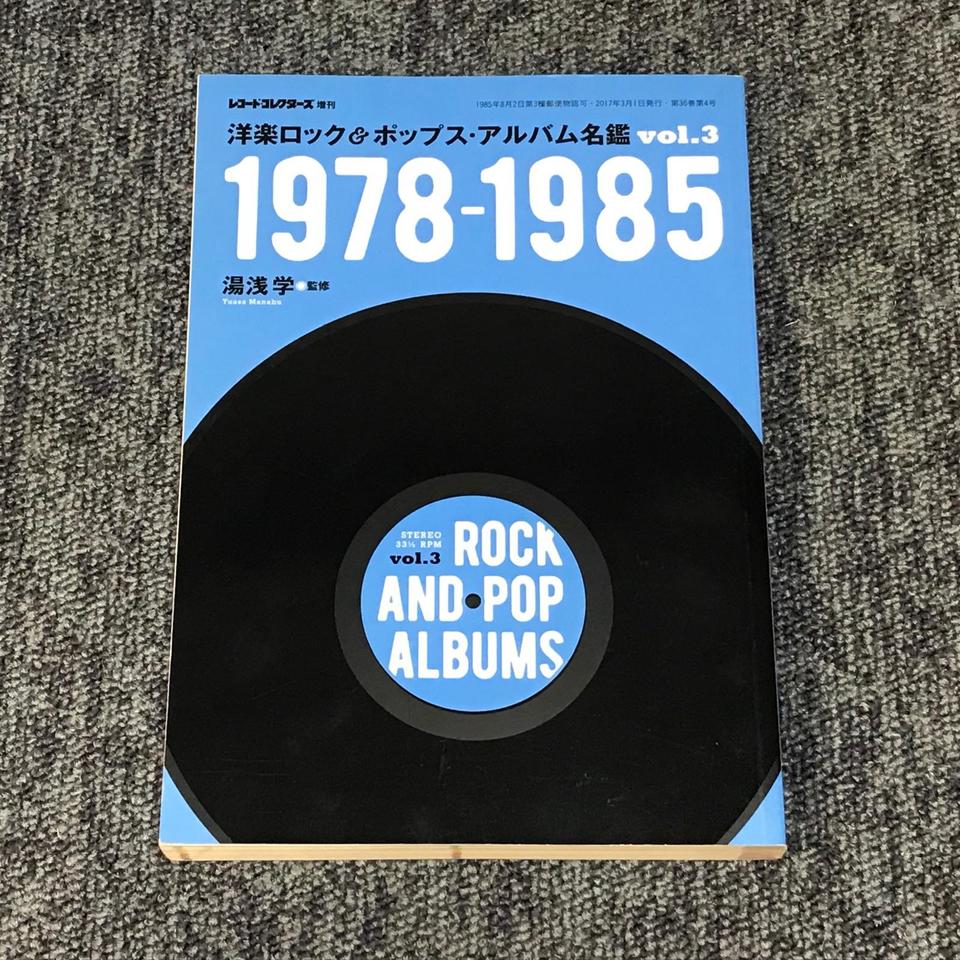 レコード・コレクターズ 増刊
1985年8月2日第3種郵便物認可・2017年3月1日発行・第36巻第4号
洋楽ロック&ポップス・アルバム名鑑 vol.3
1978-1985
湯浅学●監修
Yuasa Manabu
STEREO
33⅓ RPM
vol.3
ROCK
AND POP
ALBUMS